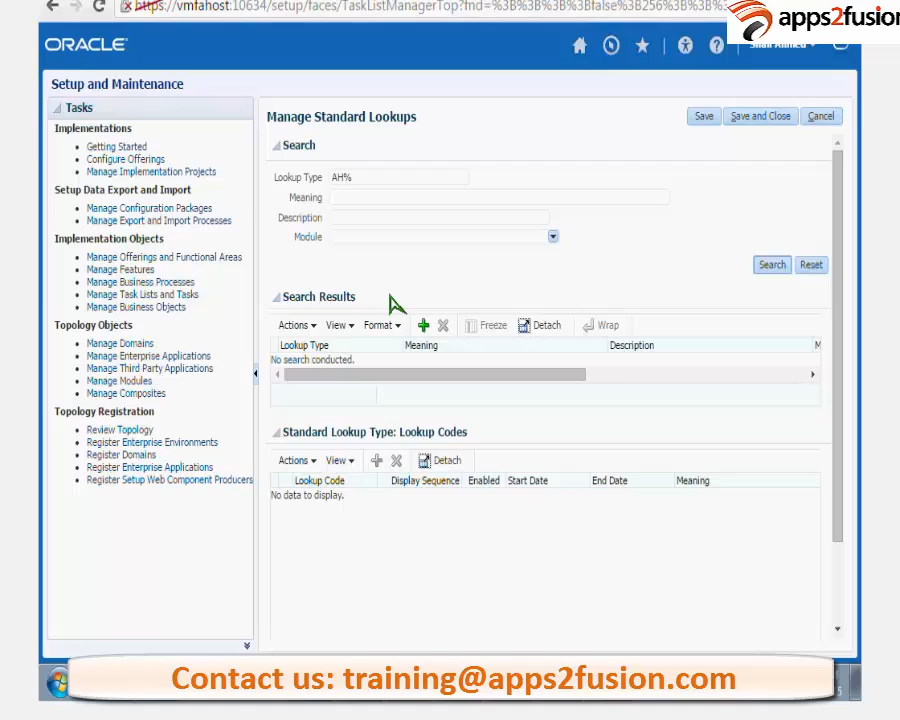 https://vmfahost:10634/setup/faces/TaskListManagerTop?fnd=%3B%3B%3B%3Bfalse%3B256%3B%3B%3
apps2fusion
ORACLE
Setup and Maintenance
Tasks
Implementations
Getting Started
Configure Offerings
Manage Implementation Projects
Setup Data Export and Import
Manage Configuration Packages
Manage Export and Import Processes
Implementation Objects
Manage Offerings and Functional Areas
Manage Features
Manage Business Processes
Manage Task Lists and Tasks
Manage Business Objects
Topology Objects
Manage Domains
Manage Enterprise Applications
Manage Third Party Applications
Manage Modules
Manage Composites
Topology Registration
Review Topology
Register Enterprise Environments
Register Domains
Register Enterprise Applications
Register Setup Web Component Producers
Manage Standard Lookups
Save Save and Close Cancel
Search
Lookup Type AH%
Meaning
Description
Module
Search Reset
Search Results
Actions View Format Freeze Detach Wrap
Lookup Type Meaning Description M
No search conducted.
Standard Lookup Type: Lookup Codes
Actions View Detach
Lookup Code Display Sequence Enabled Start Date End Date Meaning
No data to display.
Contact us: training@apps2fusion.com